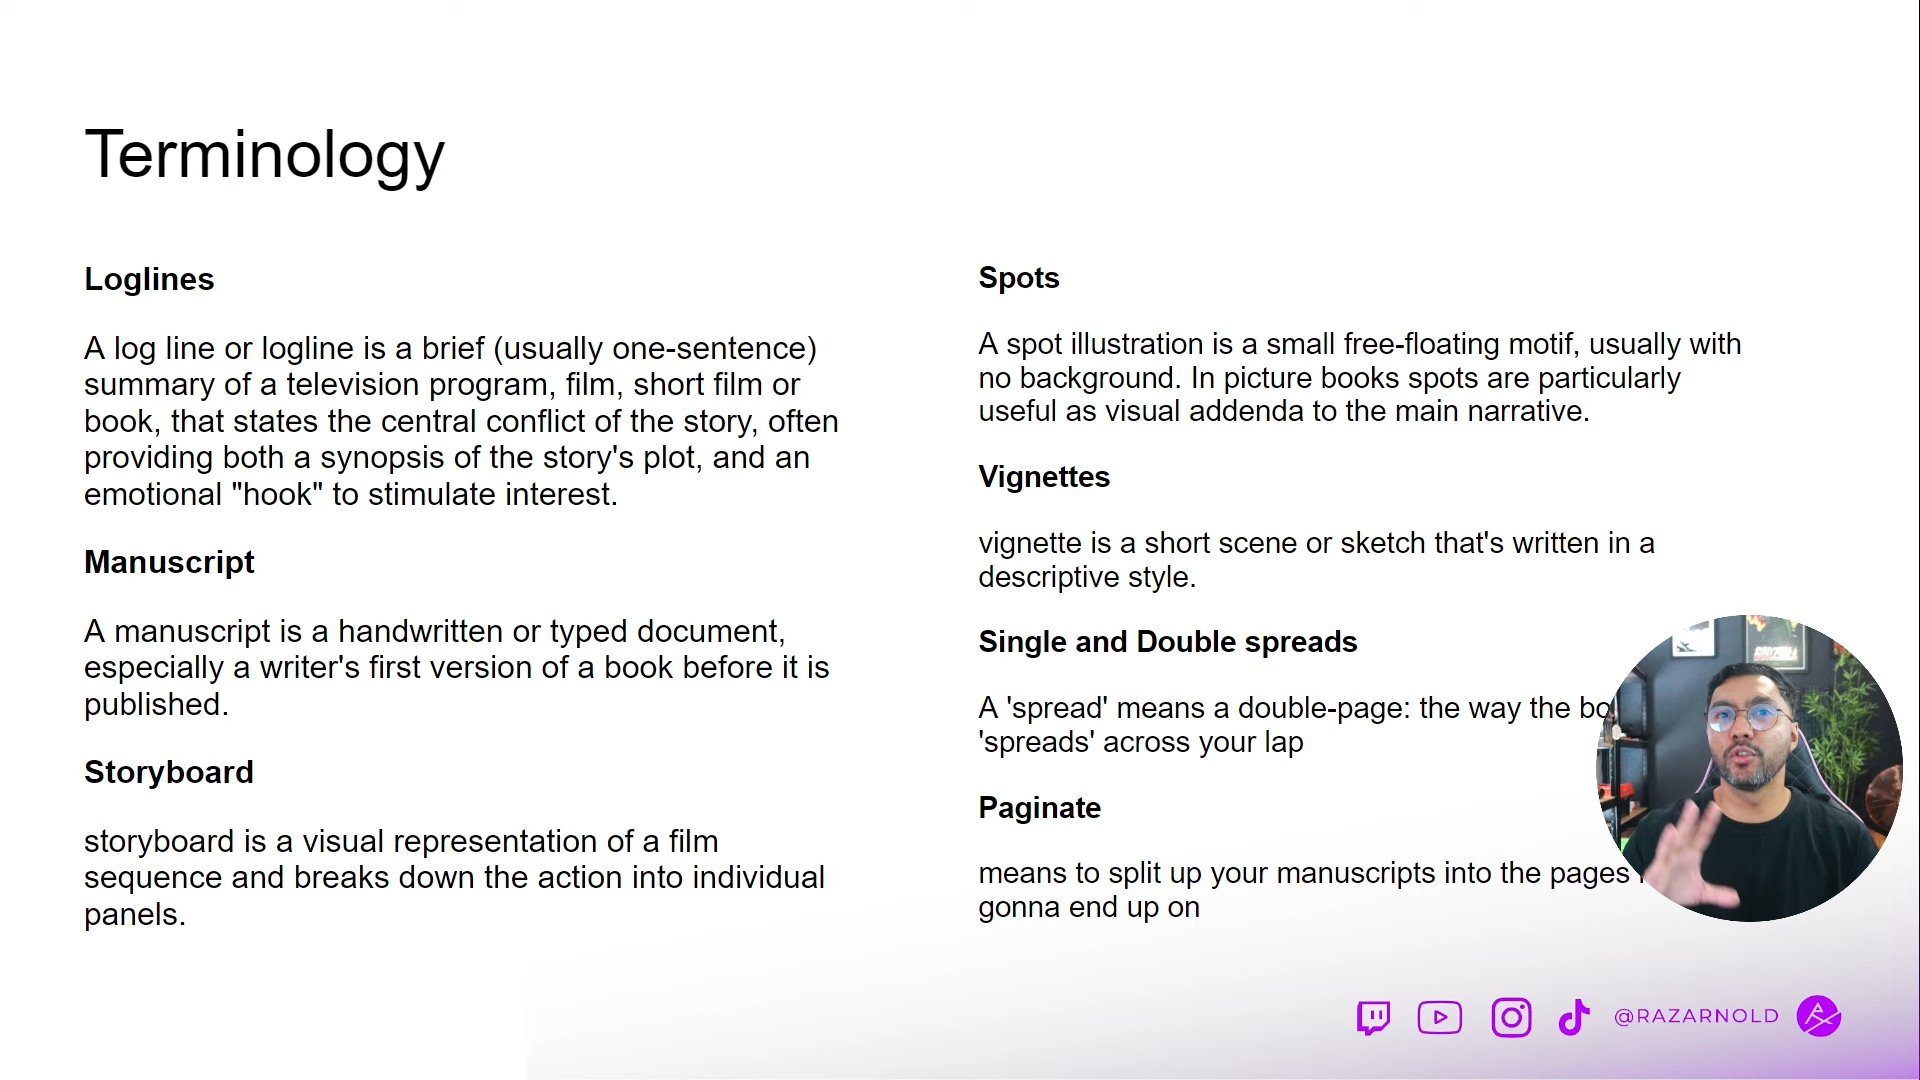 Terminology
Loglines
A log line or logline is a brief (usually one-sentence)
summary of a television program, film, short film or
book, that states the central conflict of the story, often
providing both a synopsis of the story's plot, and an
emotional "hook" to stimulate interest.
Manuscript
A manuscript is a handwritten or typed document,
especially a writer's first version of a book before it is
published.
Storyboard
storyboard is a visual representation of a film
sequence and breaks down the action into individual
panels.
Spots
A spot illustration is a small free-floating motif, usually with
no background. In picture books spots are particularly
useful as visual addenda to the main narrative.
Vignettes
vignette is a short scene or sketch that's written in a
descriptive style.
Single and Double spreads
A 'spread' means a double-page: the way the
'spreads' across your lap
Paginate
means to split up your manuscripts into the pages
gonna end up on
@RAZARNOLD